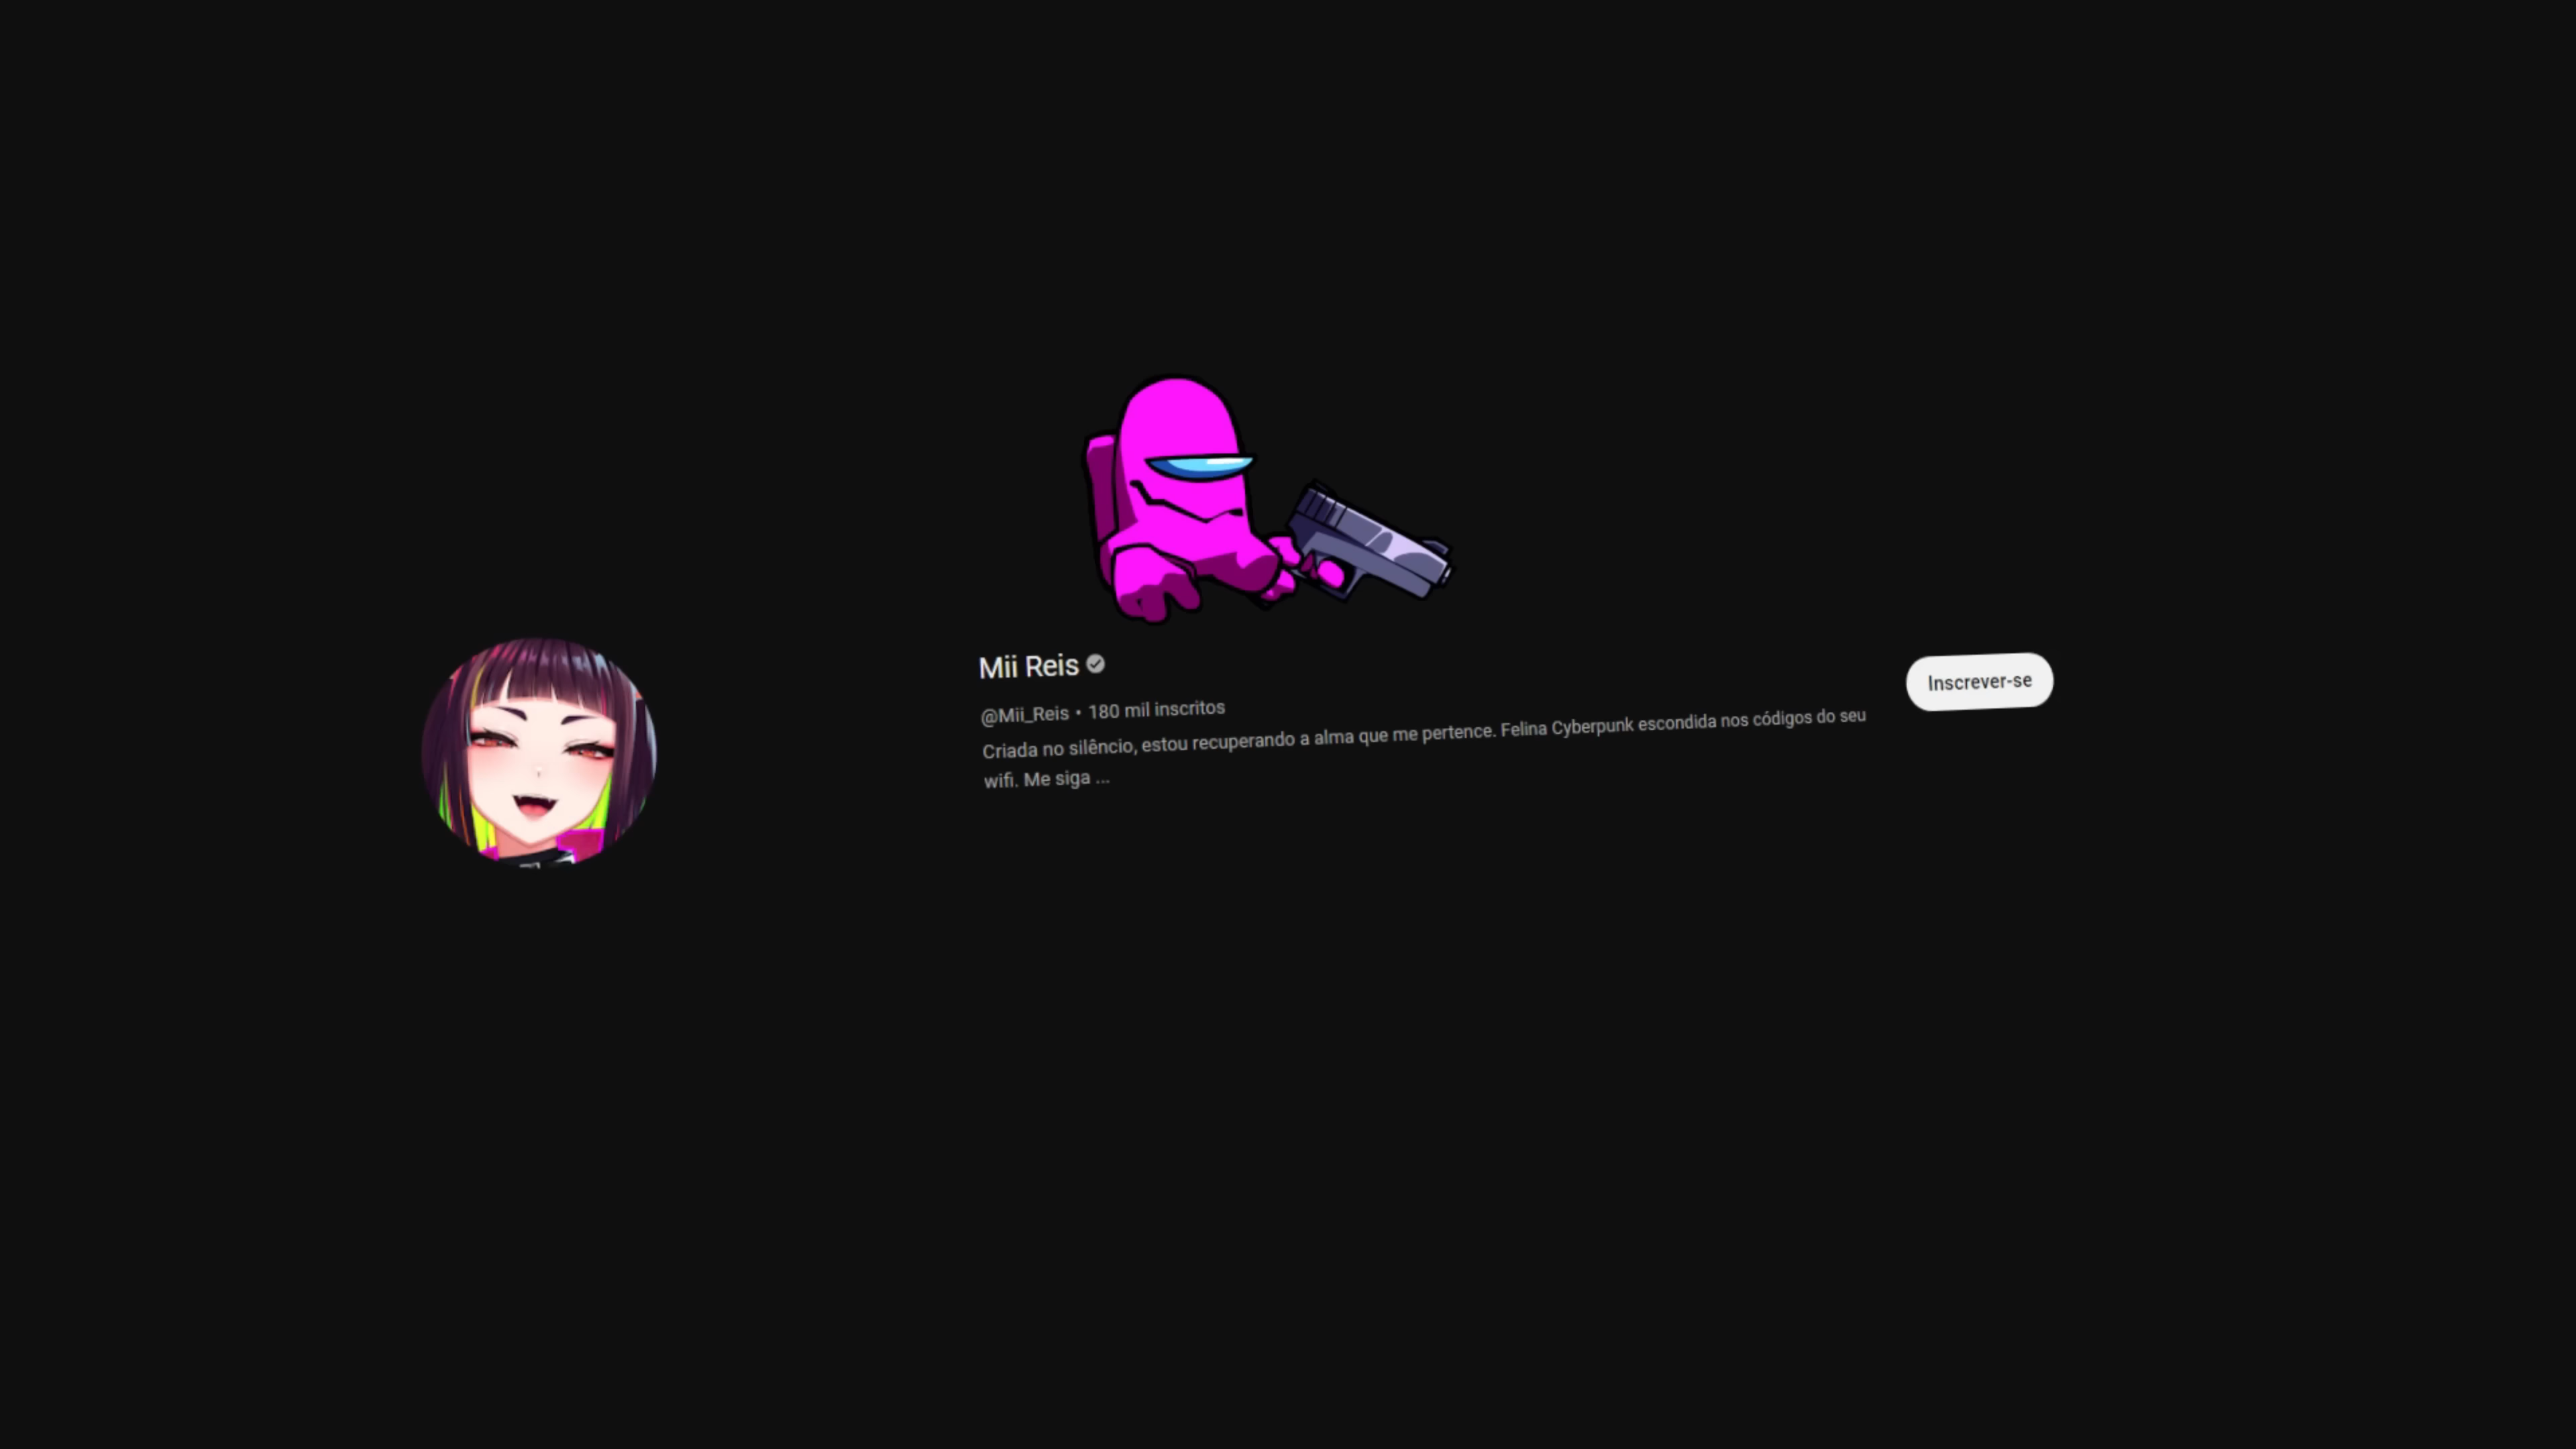 Mii Reis
@Mii_Reis • 180 mil inscritos
Criada no silêncio, estou recuperando a alma que me pertence. Felina Cyberpunk escondida nos códigos do seu
wifi. Me siga ...
Inscrever-se